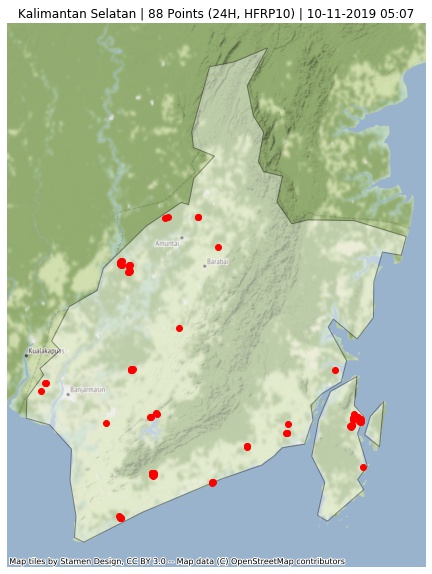 Kalimantan Selatan | 88 Points (24H, HFRP10) | 10-11-2019 05:07
Amuntai
Barabai
Kualakapuas
Banjarmasin
Map tiles by Stamen Design, CC BY 3.0 -- Map data (C) OpenStreetMap contributors